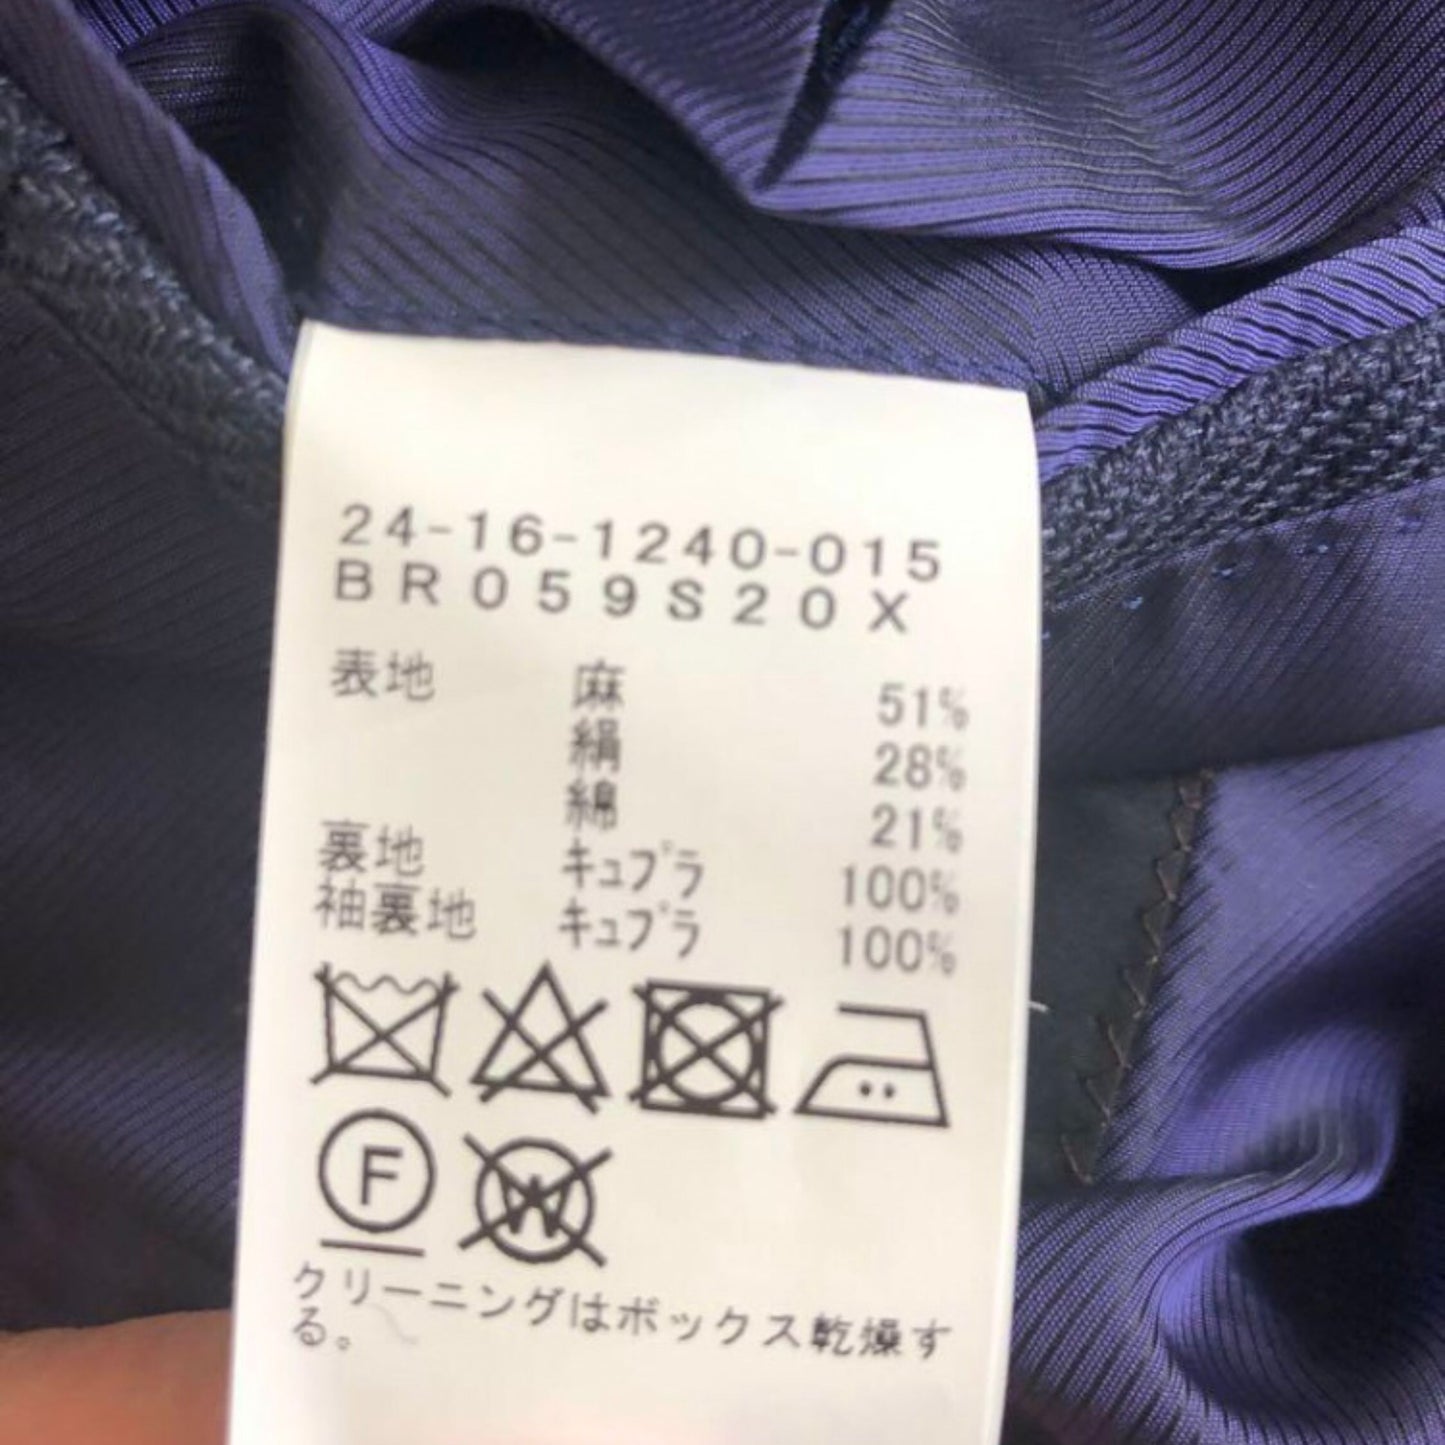 24-16-1240-015
BR059S20X
表地 麻 51%
絹 28%
綿 21%
裏地 キュプラ 100%
袖裏地 キュプラ 100%
F W
クリーニングはボックス乾燥す
る。